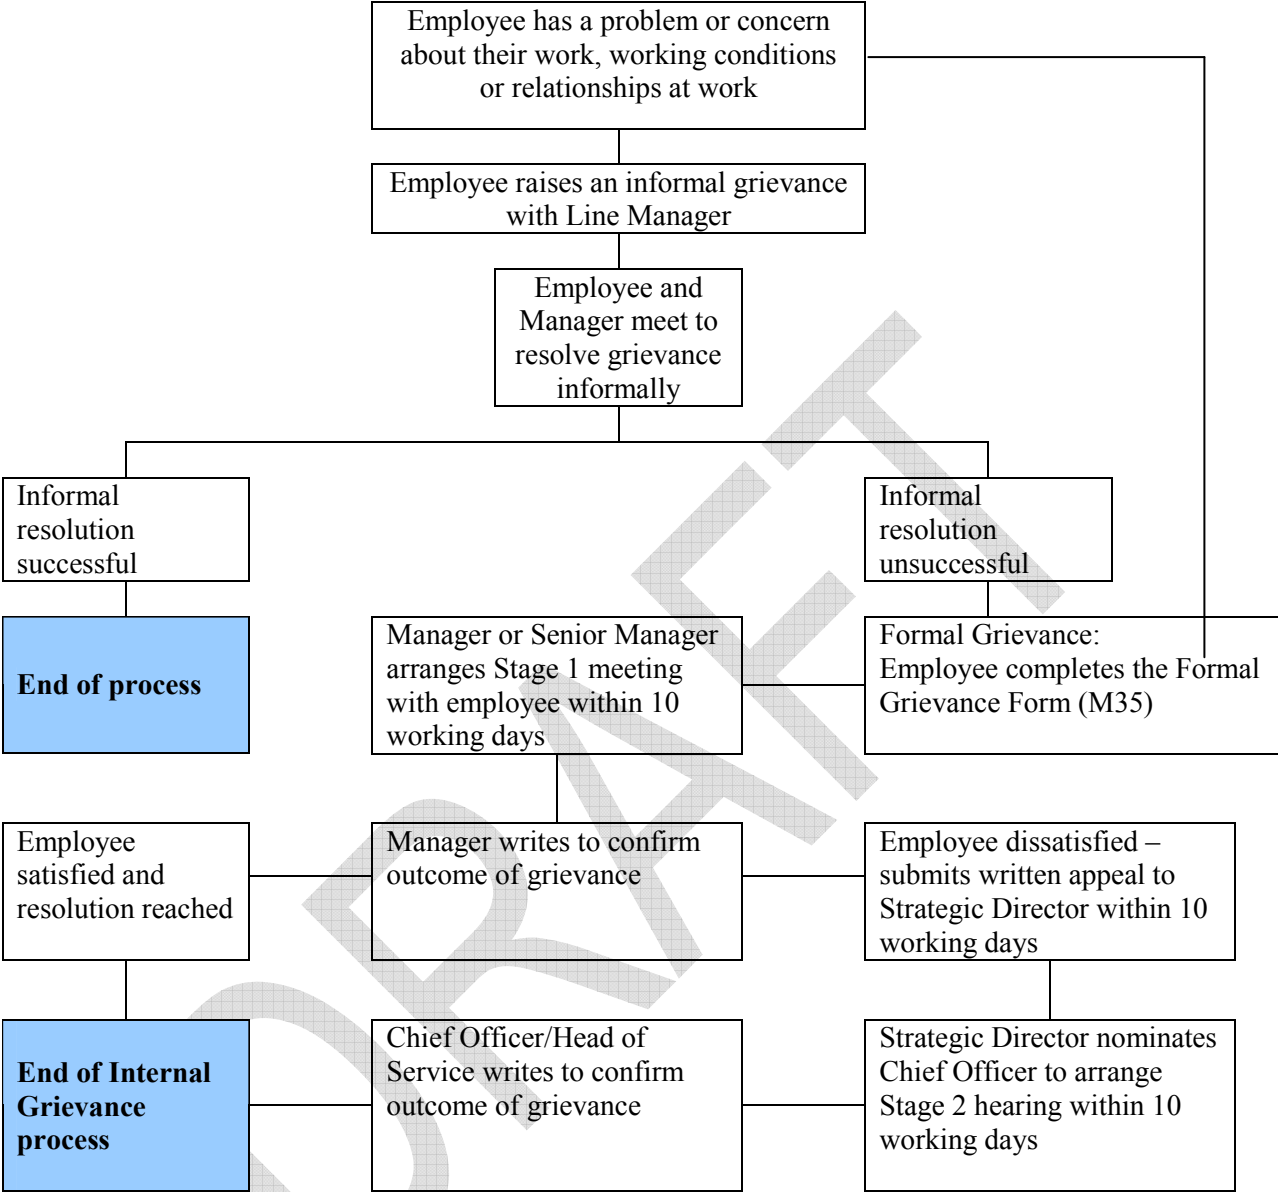 Employee has a problem or concern
about their work, working conditions
or relationships at work
Employee raises an informal grievance
with Line Manager
Employee and
Manager meet to
resolve grievance
informally
Informal
resolution
successful
Informal
resolution
unsuccessful
End of process
Manager or Senior Manager
arranges Stage 1 meeting
with employee within 10
working days
Formal Grievance:
Employee completes the Formal
Grievance Form (M35)
Employee
satisfied and
resolution reached
Manager writes to confirm
outcome of grievance
Employee dissatisfied –
submits written appeal to
Strategic Director within 10
working days
End of Internal
Grievance
process
Chief Officer/Head of
Service writes to confirm
outcome of grievance
Strategic Director nominates
Chief Officer to arrange
Stage 2 hearing within 10
working days
DRAFT